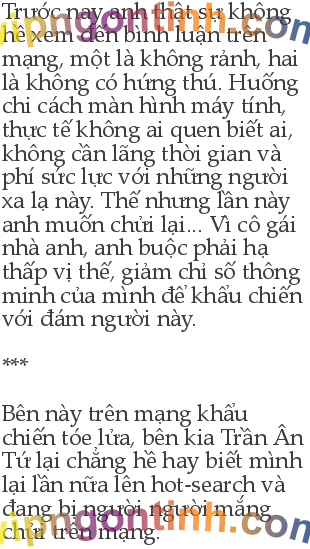 Trước nay anh thật sự không
hề xem đến bình luận trên
mạng, một là không rảnh, hai
là không có hứng thú. Huống
chi cách màn hình máy tính,
thực tế không ai quen biết ai,
không cần lãng thời gian và
phí sức lực với những người
xa lạ này. Thế nhưng lần này
anh muốn chửi lại... Vì cô gái
nhà anh, anh buộc phải hạ
thấp vị thế, giảm chỉ số thông
minh của mình để khẩu chiến
với đám người này.
***
Bên này trên mạng khẩu
chiến tóe lửa, bên kia Trần Ân
Tứ lại chẳng hề hay biết mình
lại lần nữa lên hot-search và
đang bị người người mắng
chửi trên mạng.
vipngontinh.com
vipngontinh.com